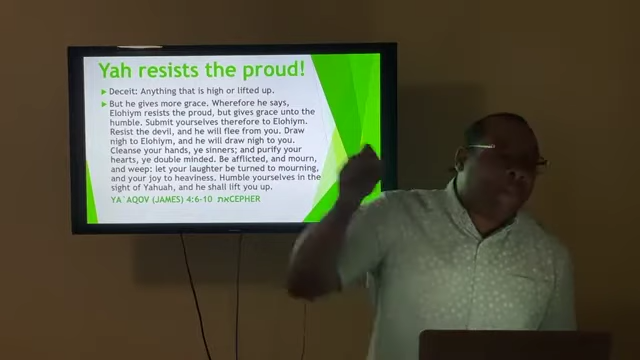 Yah resists the proud!
Deceit: Anything that is high or lifted up.
But he gives more grace. Wherefore he says,
Elohiym resists the proud, but gives grace unto the
humble. Submit yourselves therefore to Elohiym.
Resist the devil, and he will flee from you. Draw
nigh to Elohiym, and he will draw nigh to you.
Cleanse your hands, ye sinners; and purify your
hearts, ye double minded. Be afflicted, and mourn,
and weep: let your laughter be turned to mourning,
and your joy to heaviness. Humble yourselves in the
sight of Yahuah, and he shall lift you up.
YA`AQOV (JAMES) 4:6-10 את CEPHER